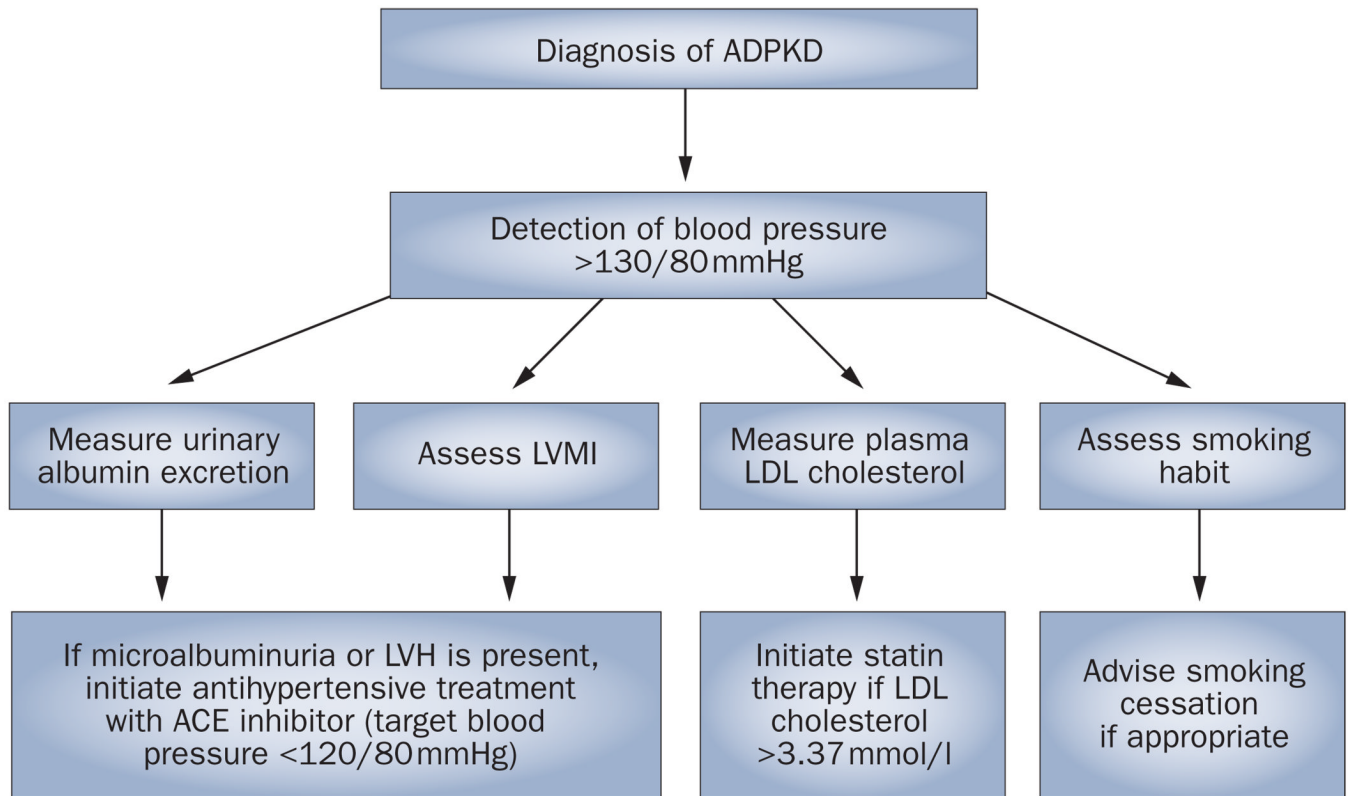 Diagnosis of ADPKD
Detection of blood pressure
>130/80 mmHg
Measure urinary
albumin excretion
Assess LVMI
Measure plasma
LDL cholesterol
Assess smoking
habit
If microalbuminuria or LVH is present,
initiate antihypertensive treatment
with ACE inhibitor (target blood
pressure <120/80 mmHg)
Initiate statin
therapy if LDL
cholesterol
>3.37 mmol/l
Advise smoking
cessation
if appropriate